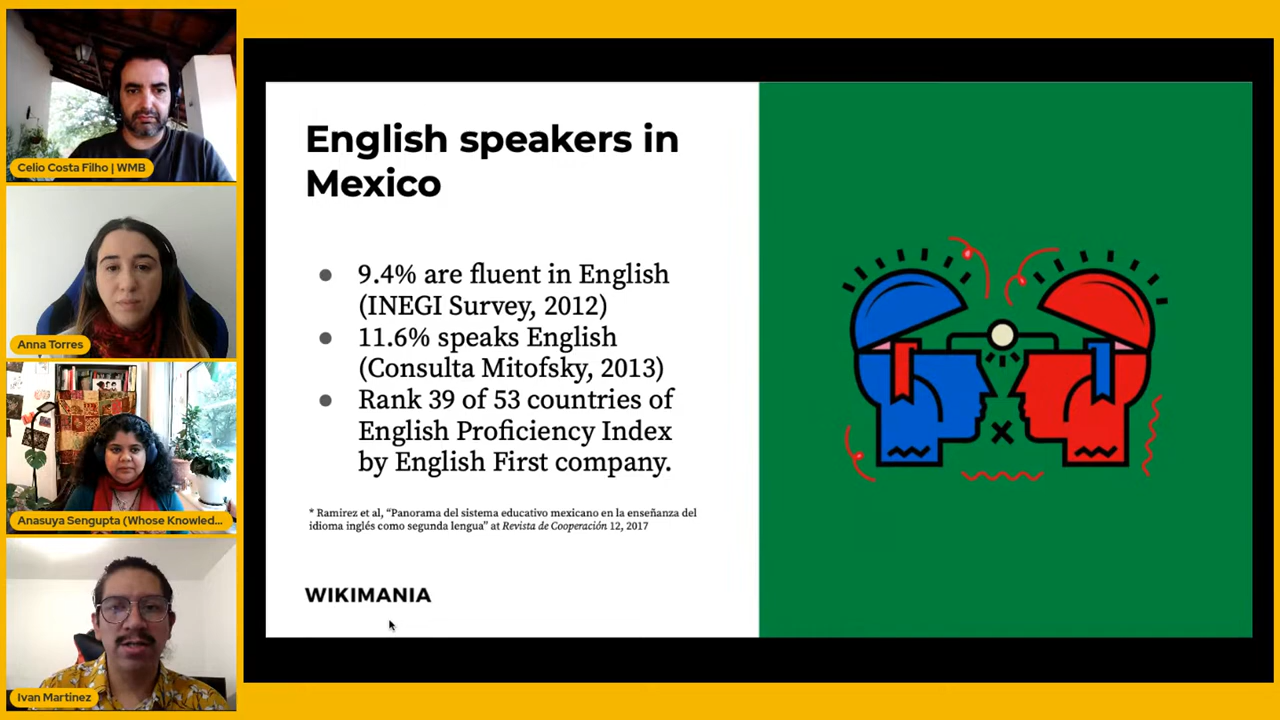 Celio Costa Filho | WMB
Anna Torres
Anasuya Sengupta (Whose Knowled...
Ivan Martinez
English speakers in
Mexico
● 9.4% are fluent in English
(INEGI Survey, 2012)
● 11.6% speaks English
(Consulta Mitofsky, 2013)
● Rank 39 of 53 countries of
English Proficiency Index
by English First company.
* Ramirez et al, “Panorama del sistema educativo mexicano en la enseñanza del
idioma inglés como segunda lengua” at Revista de Cooperación 12, 2017
WIKIMANIA